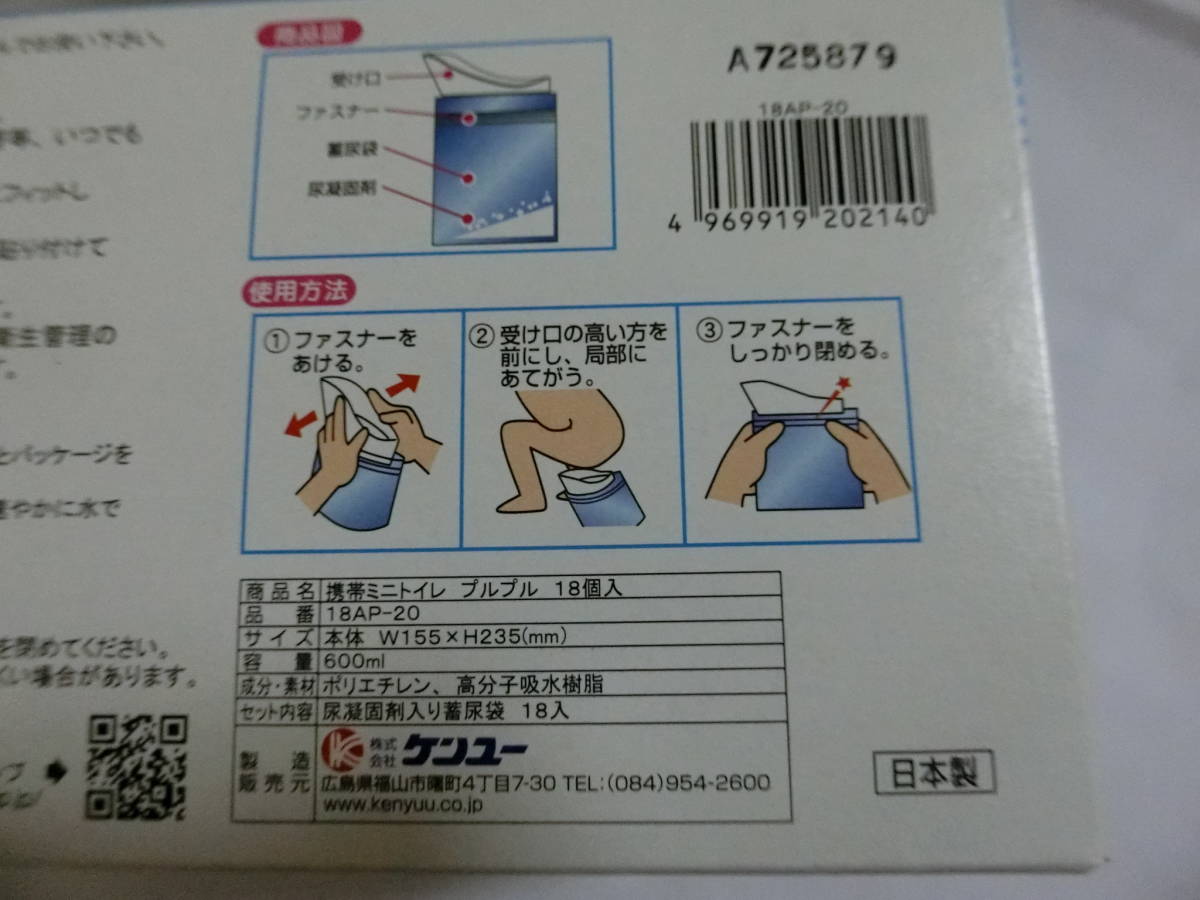 商品図
受け口
ファスナー
蓄尿袋
尿凝固剤
A725879
18AP-20
4 969919 202140
いつでも
フィットし
貼り付けて
衛生管理の
とパッケージを
速やかに水で
を閉めてください。
くい場合があります。
使用方法
①ファスナーを
あける。
②受け口の高い方を
前にし、局部に
あてがう。
③ファスナーを
しっかり閉める。
商品名 携帯ミニトイレ プルプル 18個入
品番 18AP-20
サイズ 本体 W155×H235(mm)
容量 600ml
成分・素材 ポリエチレン、高分子吸水樹脂
セット内容 尿凝固剤入り蓄尿袋 18入
製造
販売元
株式
会社 ケンユー
広島県福山市曙町4丁目7-30 TEL:(084)954-2600
www.kenyuu.co.jp
日本製